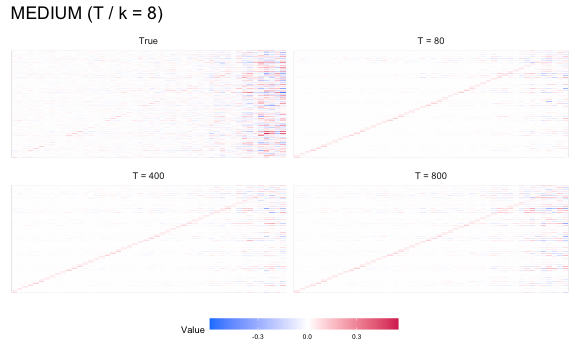 MEDIUM (T / k = 8)
True
T = 80
T = 400
T = 800
Value
-0.3
0.0
0.3